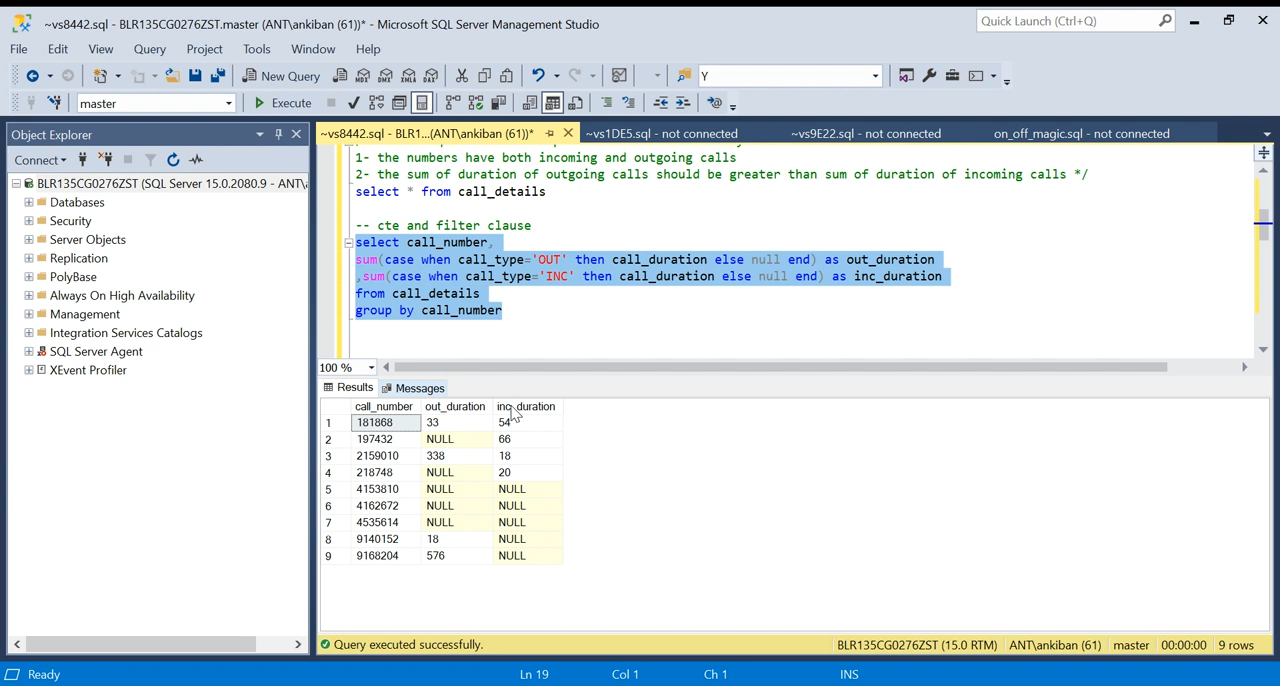 ~vs8442.sql - BLR135CG0276ZST.master (ANT\ankiban (61))* - Microsoft SQL Server Management Studio
Quick Launch (Ctrl+Q)
File Edit View Query Project Tools Window Help
New Query
MDX DMX XMLA DAX
Y
master
Execute
Object Explorer
~vs8442.sql - BLR1...(ANT\ankiban (61))*
~vs1DE5.sql - not connected
~vs9E22.sql - not connected
on_off_magic.sql - not connected
Connect
BLR135CG0276ZST (SQL Server 15.0.2080.9 - ANT\
Databases
Security
Server Objects
Replication
PolyBase
Always On High Availability
Management
Integration Services Catalogs
SQL Server Agent
XEvent Profiler
1- the numbers have both incoming and outgoing calls
2- the sum of duration of outgoing calls should be greater than sum of duration of incoming calls */
select * from call_details
-- cte and filter clause
select call_number,
sum(case when call_type='OUT' then call_duration else null end) as out_duration
,sum(case when call_type='INC' then call_duration else null end) as inc_duration
from call_details
group by call_number
100 %
Results Messages
call_number out_duration inc_duration
1 181868 33 54
2 197432 NULL 66
3 2159010 338 18
4 218748 NULL 20
5 4153810 NULL NULL
6 4162672 NULL NULL
7 4535614 NULL NULL
8 9140152 18 NULL
9 9168204 576 NULL
Query executed successfully.
BLR135CG0276ZST (15.0 RTM) ANT\ankiban (61) master 00:00:00 9 rows
Ready Ln 19 Col 1 Ch 1 INS